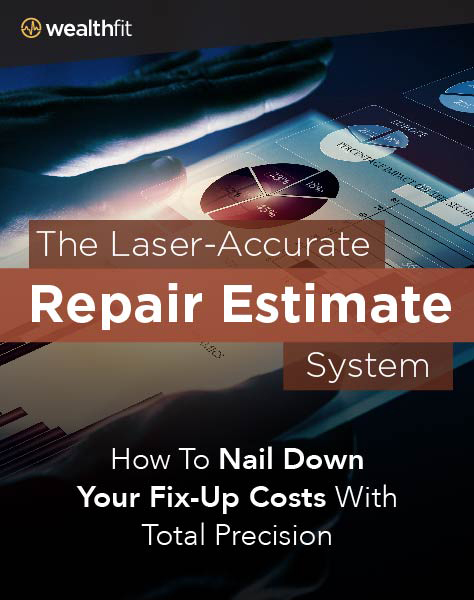 wealthfit
The Laser-Accurate
Repair Estimate
System
How To Nail Down
Your Fix-Up Costs With
Total Precision